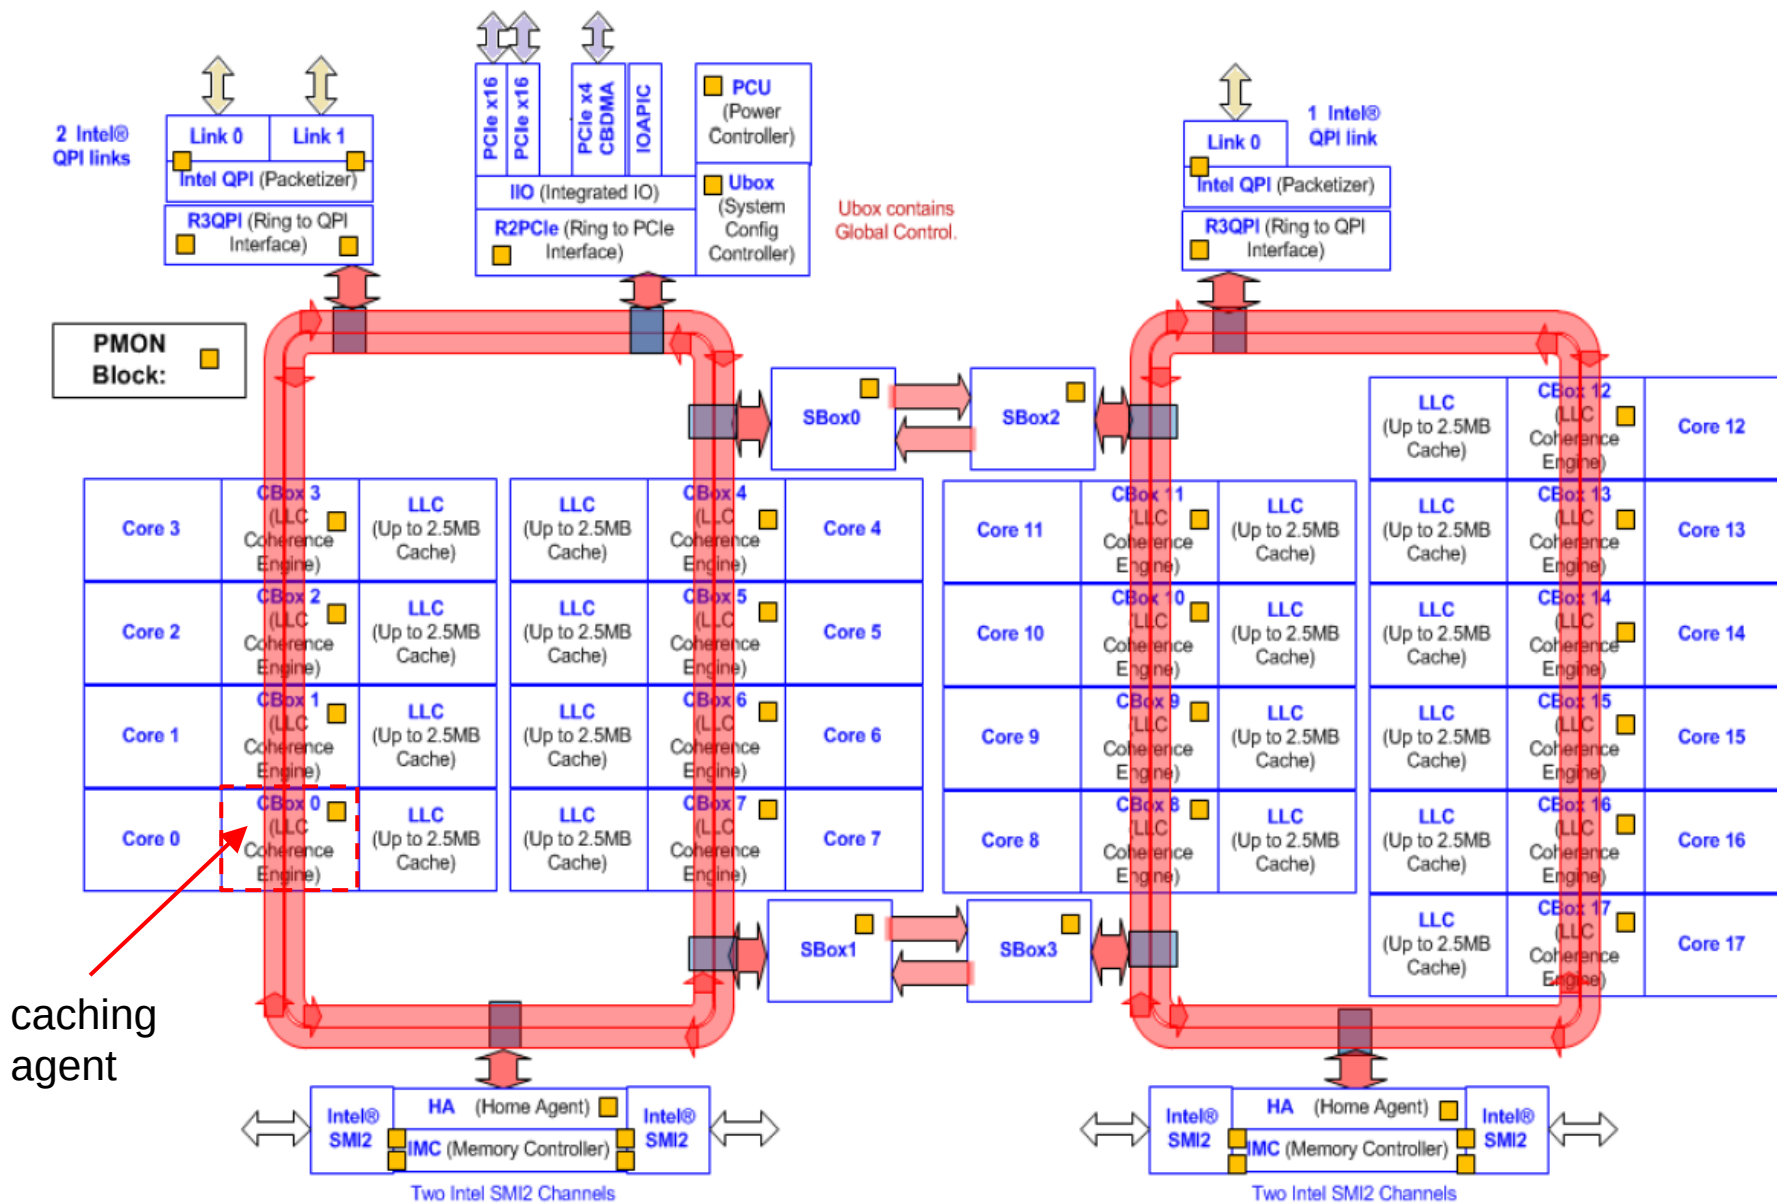 2 Intel®
QPI links
Link 0
Link 1
Intel QPI (Packetizer)
R3QPI (Ring to QPI
Interface)
PCIe x16
PCIe x16
PCIe x4
CBDMA
IOAPIC
IIO (Integrated IO)
R2PCIe (Ring to PCIe
Interface)
PCU
(Power
Controller)
Ubox
(System
Config
Controller)
Ubox contains
Global Control.
1 Intel®
QPI link
Link 0
Intel QPI (Packetizer)
R3QPI (Ring to QPI
Interface)
PMON
Block:
SBox0
SBox2
LLC
(Up to 2.5MB
Cache)
CBox 12
(LLC
Coherence
Engine)
Core 12
Core 3
CBox 3
(LLC
Coherence
Engine)
LLC
(Up to 2.5MB
Cache)
LLC
(Up to 2.5MB
Cache)
CBox 4
(LLC
Coherence
Engine)
Core 4
Core 11
CBox 11
(LLC
Coherence
Engine)
LLC
(Up to 2.5MB
Cache)
LLC
(Up to 2.5MB
Cache)
CBox 13
(LLC
Coherence
Engine)
Core 13
Core 2
CBox 2
(LLC
Coherence
Engine)
LLC
(Up to 2.5MB
Cache)
LLC
(Up to 2.5MB
Cache)
CBox 5
(LLC
Coherence
Engine)
Core 5
Core 10
CBox 10
(LLC
Coherence
Engine)
LLC
(Up to 2.5MB
Cache)
LLC
(Up to 2.5MB
Cache)
CBox 14
(LLC
Coherence
Engine)
Core 14
Core 1
CBox 1
(LLC
Coherence
Engine)
LLC
(Up to 2.5MB
Cache)
LLC
(Up to 2.5MB
Cache)
CBox 6
(LLC
Coherence
Engine)
Core 6
Core 9
CBox 9
(LLC
Coherence
Engine)
LLC
(Up to 2.5MB
Cache)
LLC
(Up to 2.5MB
Cache)
CBox 15
(LLC
Coherence
Engine)
Core 15
Core 0
CBox 0
(LLC
Coherence
Engine)
LLC
(Up to 2.5MB
Cache)
LLC
(Up to 2.5MB
Cache)
CBox 7
(LLC
Coherence
Engine)
Core 7
Core 8
CBox 8
(LLC
Coherence
Engine)
LLC
(Up to 2.5MB
Cache)
LLC
(Up to 2.5MB
Cache)
CBox 16
(LLC
Coherence
Engine)
Core 16
LLC
(Up to 2.5MB
Cache)
CBox 17
(LLC
Coherence
Engine)
Core 17
SBox1
SBox3
caching
agent
Intel®
SMI2
HA (Home Agent)
IMC (Memory Controller)
Intel®
SMI2
Two Intel SMI2 Channels
Intel®
SMI2
HA (Home Agent)
IMC (Memory Controller)
Intel®
SMI2
Two Intel SMI2 Channels